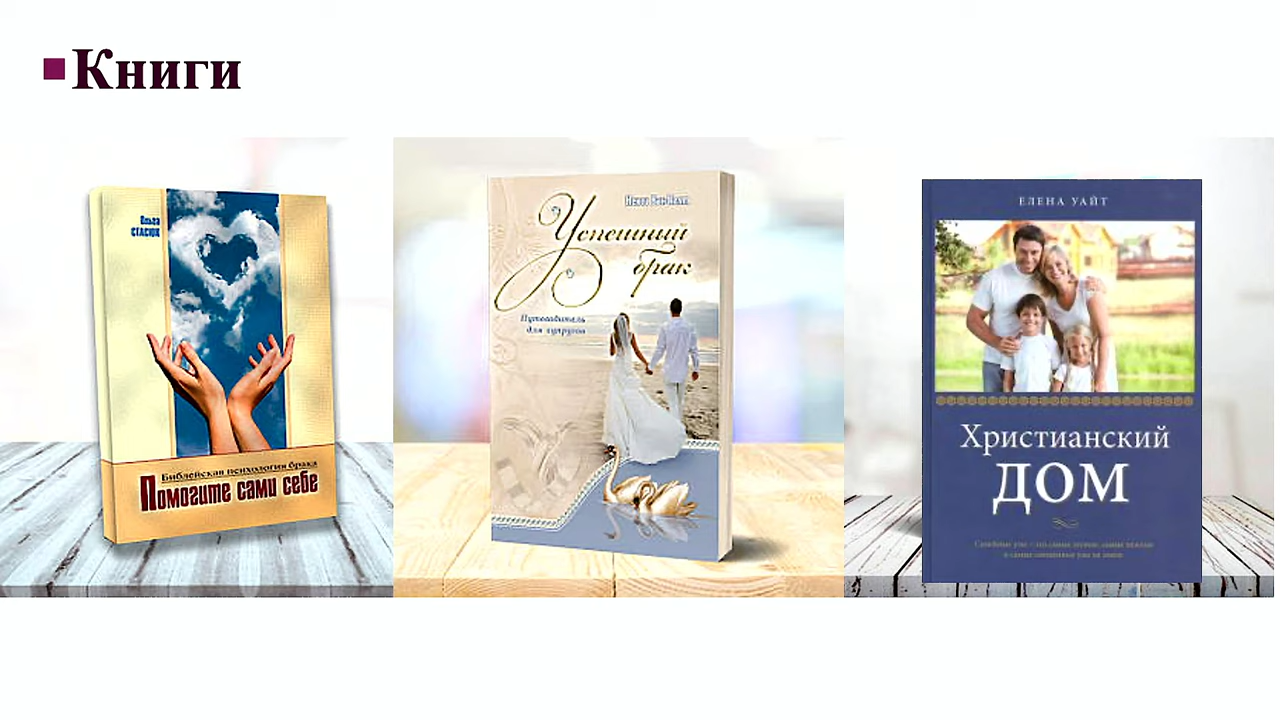 Книги
Ольга
СТАСЮК
Библейская психология брака
Помогите сами себе
Успешный
брак
Путеводитель
для супругов
ЕЛЕНА УАЙТ
Христианский
ДОМ